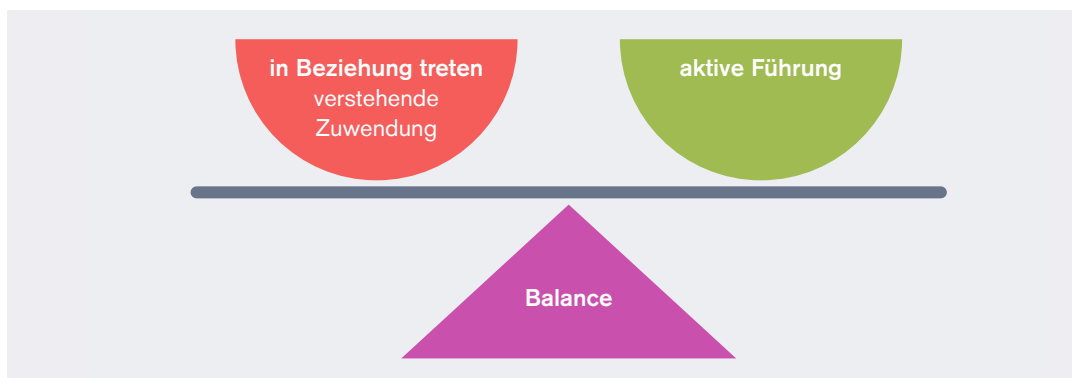 in Beziehung treten
verstehende
Zuwendung
aktive Führung
Balance